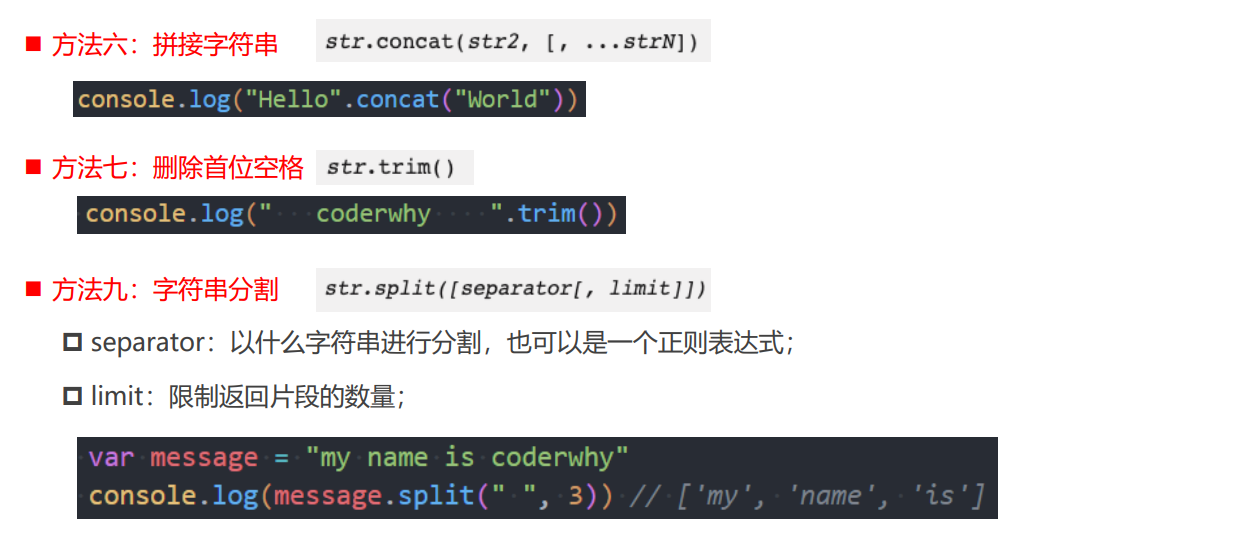 方法六：拼接字符串 str.concat(str2, [, ...strN])
console.log("Hello".concat("World"))
方法七：删除首位空格 str.trim()
console.log("   coderwhy    ".trim())
方法九：字符串分割 str.split([separator[, limit]])
separator：以什么字符串进行分割，也可以是一个正则表达式；
limit：限制返回片段的数量；
var message = "my name is coderwhy"
console.log(message.split(" ", 3)) // ['my', 'name', 'is']